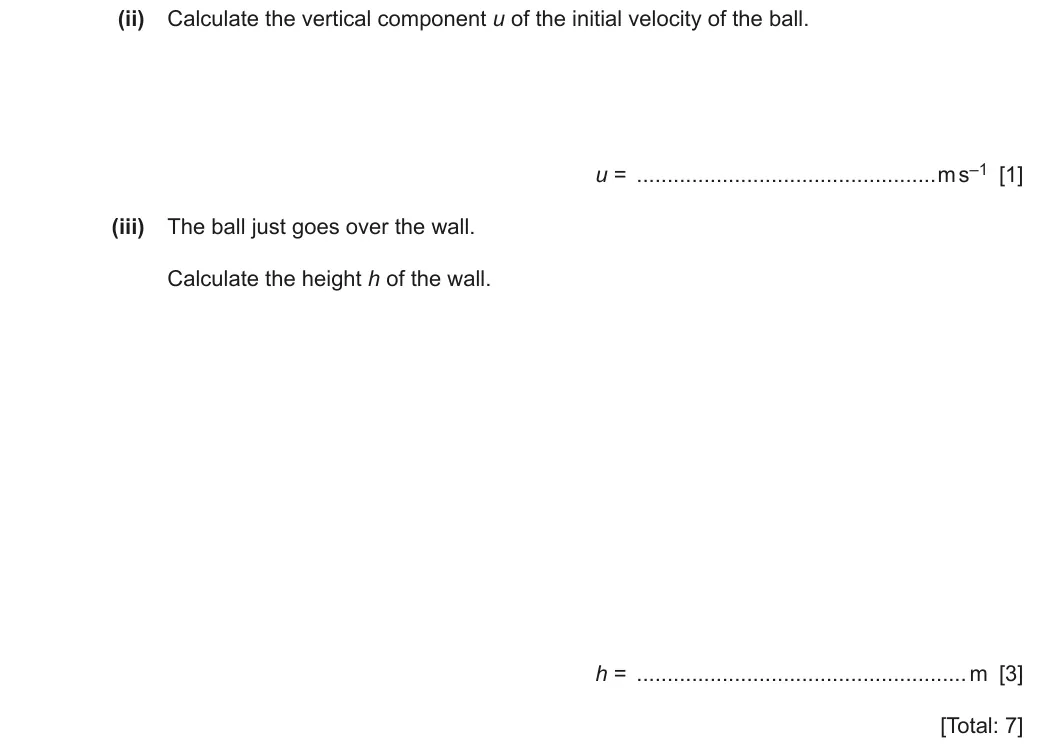 (ii) Calculate the vertical component u of the initial velocity of the ball.
u = ................................................. m s⁻¹ [1]
(iii) The ball just goes over the wall.
Calculate the height h of the wall.
h = ...................................................... m [3]
[Total: 7]